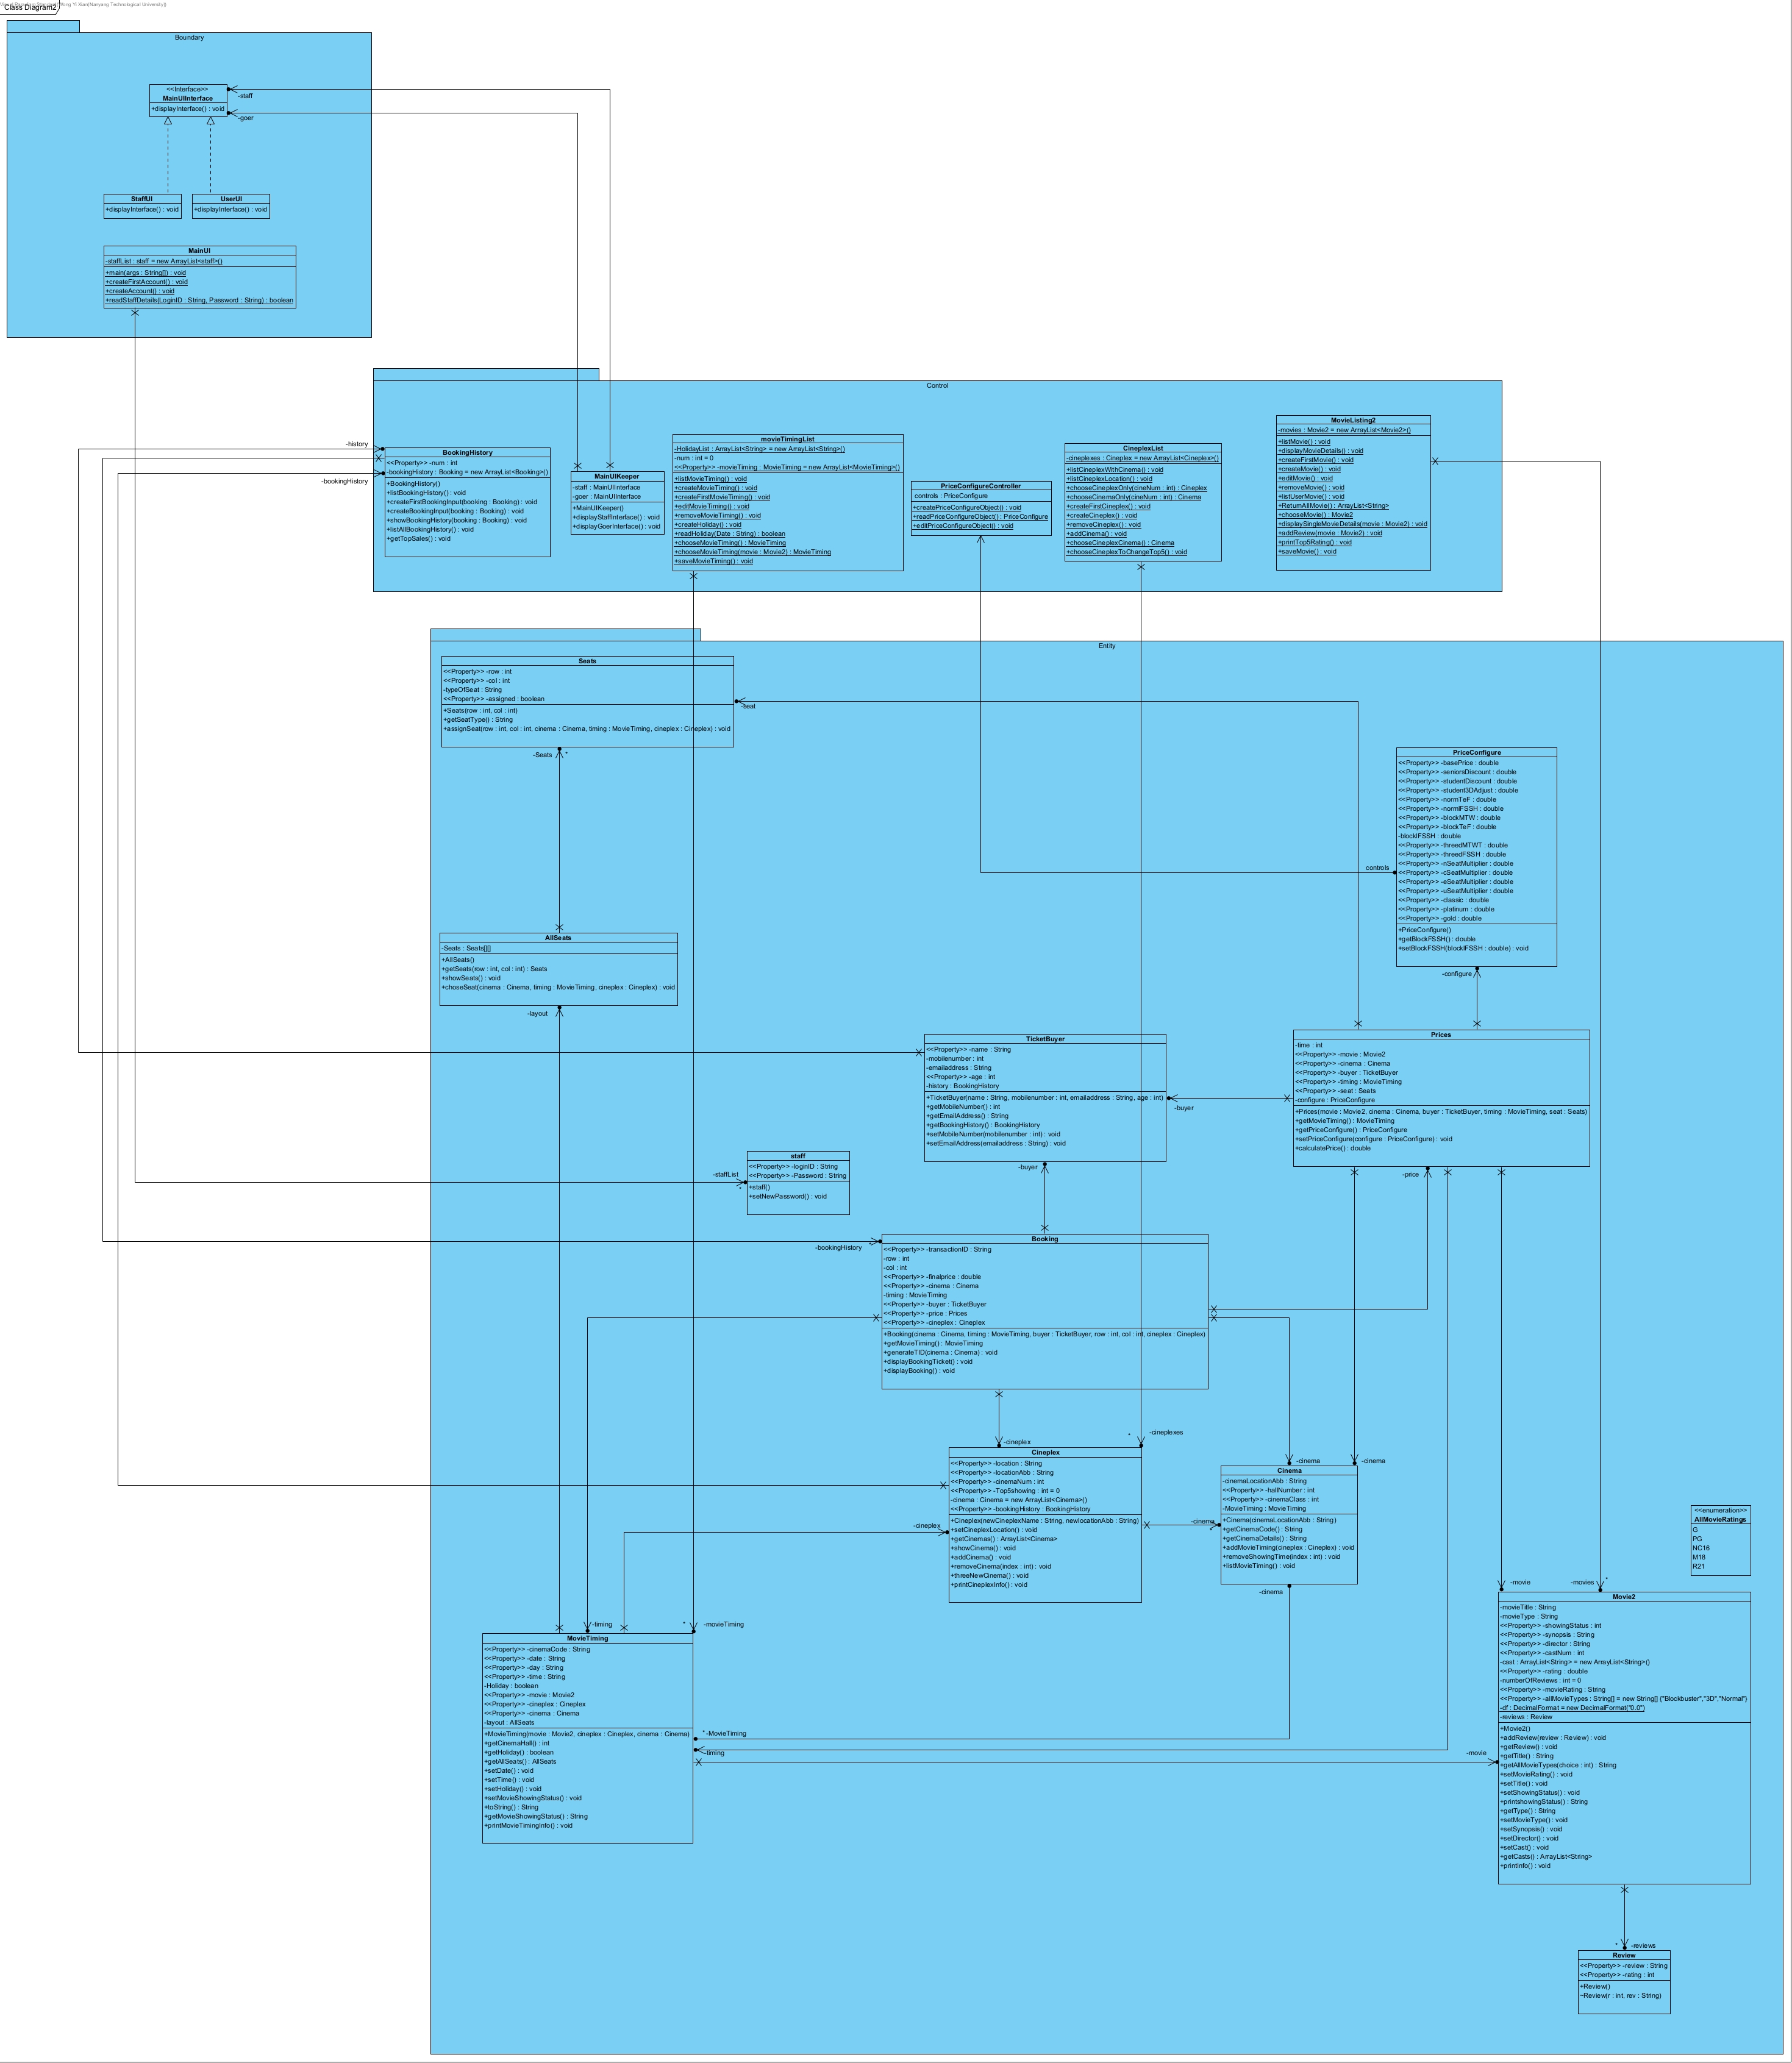 Class Diagram2
Boundary
<<Interface>>
MainUIInterface
+displayInterface() : void
-staff
-goer
StaffUI
+displayInterface() : void
UserUI
+displayInterface() : void
MainUI
-staffList : staff = new ArrayList<staff>()
+main(args : String[]) : void
+createFirstAccount() : void
+createAccount() : void
+readStaffDetails(LoginID : String, Password : String) : boolean
Control
-history
-bookingHistory
BookingHistory
<<Property>> -num : int
-bookingHistory : Booking = new ArrayList<Booking>()
+BookingHistory()
+listBookingHistory() : void
+createFirstBookingInput(booking : Booking) : void
+createBookingInput(booking : Booking) : void
+showBookingHistory(booking : Booking) : void
+listAllBookingHistory() : void
+getTopSales() : void
MainUIKeeper
-staff : MainUIInterface
-goer : MainUIInterface
+MainUIKeeper()
+displayStaffInterface() : void
+displayGoerInterface() : void
movieTimingList
-HolidayList : ArrayList<String> = new ArrayList<String>()
-num : int = 0
<<Property>> -movieTiming : MovieTiming = new ArrayList<MovieTiming>()
+listMovieTiming() : void
+createMovieTiming() : void
+createFirstMovieTiming() : void
+editMovieTiming() : void
+removeMovieTiming() : void
+createHoliday() : void
+readHoliday(Date : String) : boolean
+chooseMovieTiming() : MovieTiming
+chooseMovieTiming(movie : Movie2) : MovieTiming
+saveMovieTiming() : void
PriceConfigureController
controls : PriceConfigure
+createPriceConfigureObject() : void
+readPriceConfigureObject() : PriceConfigure
+editPriceConfigureObject() : void
CineplexList
-cineplexes : Cineplex = new ArrayList<Cineplex>()
+listCineplexWithCinema() : void
+listCineplexLocation() : void
+chooseCineplexOnly(cineNum : int) : Cineplex
+chooseCinemaOnly(cineNum : int) : Cinema
+createFirstCineplex() : void
+createCineplex() : void
+removeCineplex() : void
+addCinema() : void
+chooseCineplexCinema() : Cinema
+chooseCineplexToChangeTop5() : void
MovieListing2
-movies : Movie2 = new ArrayList<Movie2>()
+listMovie() : void
+displayMovieDetails() : void
+createFirstMovie() : void
+createMovie() : void
+editMovie() : void
+removeMovie() : void
+listUserMovie() : void
+ReturnAllMovie() : ArrayList<String>
+chooseMovie() : Movie2
+displaySingleMovieDetails(movie : Movie2) : void
+addReview(movie : Movie2) : void
+printTop5Rating() : void
+saveMovie() : void
Entity
Seats
<<Property>> -row : int
<<Property>> -col : int
-typeOfSeat : String
<<Property>> -assigned : boolean
+Seats(row : int, col : int)
+getSeatType() : String
+assignSeat(row : int, col : int, cinema : Cinema, timing : MovieTiming, cineplex : Cineplex) : void
-seat
-Seats
*
PriceConfigure
<<Property>> -basePrice : double
<<Property>> -seniorsDiscount : double
<<Property>> -studentDiscount : double
<<Property>> -student3DAdjust : double
<<Property>> -normTeF : double
<<Property>> -normlFSSH : double
<<Property>> -blockMTW : double
<<Property>> -blockTeF : double
-blocklFSSH : double
<<Property>> -threedMTWT : double
<<Property>> -threedFSSH : double
<<Property>> -nSeatMultiplier : double
<<Property>> -cSeatMultiplier : double
<<Property>> -eSeatMultiplier : double
<<Property>> -uSeatMultiplier : double
<<Property>> -classic : double
<<Property>> -platinum : double
<<Property>> -gold : double
+PriceConfigure()
+getBlockFSSH() : double
+setBlockFSSH(blocklFSSH : double) : void
controls
-configure
AllSeats
-Seats : Seats[][]
+AllSeats()
+getSeats(row : int, col : int) : Seats
+showSeats() : void
+choseSeat(cinema : Cinema, timing : MovieTiming, cineplex : Cineplex) : void
-layout
TicketBuyer
<<Property>> -name : String
-mobilenumber : int
-emailaddress : String
<<Property>> -age : int
-history : BookingHistory
+TicketBuyer(name : String, mobilenumber : int, emailaddress : String, age : int)
+getMobileNumber() : int
+getEmailAddress() : String
+getBookingHistory() : BookingHistory
+setMobileNumber(mobilenumber : int) : void
+setEmailAddress(emailaddress : String) : void
-buyer
-buyer
Prices
-time : int
<<Property>> -movie : Movie2
<<Property>> -cinema : Cinema
<<Property>> -buyer : TicketBuyer
<<Property>> -timing : MovieTiming
<<Property>> -seat : Seats
-configure : PriceConfigure
+Prices(movie : Movie2, cinema : Cinema, buyer : TicketBuyer, timing : MovieTiming, seat : Seats)
+getMovieTiming() : MovieTiming
+getPriceConfigure() : PriceConfigure
+setPriceConfigure(configure : PriceConfigure) : void
+calculatePrice() : double
-price
staff
<<Property>> -loginID : String
<<Property>> -Password : String
+staff()
+setNewPassword() : void
-staffList
*
Booking
<<Property>> -transactionID : String
-row : int
-col : int
<<Property>> -finalprice : double
<<Property>> -cinema : Cinema
-timing : MovieTiming
<<Property>> -buyer : TicketBuyer
<<Property>> -price : Prices
<<Property>> -cineplex : Cineplex
+Booking(cinema : Cinema, timing : MovieTiming, buyer : TicketBuyer, row : int, col : int, cineplex : Cineplex)
+getMovieTiming() : MovieTiming
+generateTID(cinema : Cinema) : void
+displayBookingTicket() : void
+displayBooking() : void
-bookingHistory
-cineplex
*
-cineplexes
Cineplex
<<Property>> -location : String
<<Property>> -locationAbb : String
<<Property>> -cinemaNum : int
<<Property>> -Top5showing : int = 0
-cinema : Cinema = new ArrayList<Cinema>()
<<Property>> -bookingHistory : BookingHistory
+Cineplex(newCineplexName : String, newlocationAbb : String)
+setCineplexLocation() : void
+getCinemas() : ArrayList<Cinema>
+showCinema() : void
+addCinema() : void
+removeCinema(index : int) : void
+threeNewCinema() : void
+printCineplexInfo() : void
-cineplex
-cinema
-cinema
-cinema
Cinema
-cinemaLocationAbb : String
<<Property>> -hallNumber : int
<<Property>> -cinemaClass : int
-MovieTiming : MovieTiming
+Cinema(cinemaLocationAbb : String)
+getCinemaCode() : String
+getCinemaDetails() : String
+addMovieTiming(cineplex : Cineplex) : void
+removeShowingTime(index : int) : void
+listMovieTiming() : void
-cinema
<<enumeration>>
AllMovieRatings
G
PG
NC16
M18
R21
-timing
*
-movieTiming
MovieTiming
<<Property>> -cinemaCode : String
<<Property>> -date : String
<<Property>> -day : String
<<Property>> -time : String
-Holiday : boolean
<<Property>> -movie : Movie2
<<Property>> -cineplex : Cineplex
<<Property>> -cinema : Cinema
-layout : AllSeats
+MovieTiming(movie : Movie2, cineplex : Cineplex, cinema : Cinema)
+getCinemaHall() : int
+getHoliday() : boolean
+getAllSeats() : AllSeats
+setDate() : void
+setTime() : void
+setHoliday() : void
+setMovieShowingStatus() : void
+toString() : String
+getMovieShowingStatus() : String
+printMovieTimingInfo() : void
* -MovieTiming
-timing
-movie
-movie
-movies
*
Movie2
-movieTitle : String
-movieType : String
<<Property>> -showingStatus : int
<<Property>> -synopsis : String
<<Property>> -director : String
<<Property>> -castNum : int
-cast : ArrayList<String> = new ArrayList<String>()
<<Property>> -rating : double
-numberOfReviews : int = 0
<<Property>> -movieRating : String
<<Property>> -allMovieTypes : String[] = new String[] {"Blockbuster","3D","Normal"}
-df : DecimalFormat = new DecimalFormat("0.0")
-reviews : Review
+Movie2()
+addReview(review : Review) : void
+getReview() : void
+getTitle() : String
+getAllMovieTypes(choice : int) : String
+setMovieRating() : void
+setTitle() : void
+setShowingStatus() : void
+printshowingStatus() : String
+getType() : String
+setMovieType() : void
+setSynopsis() : void
+setDirector() : void
+setCast() : void
+getCasts() : ArrayList<String>
+printInfo() : void
* -reviews
Review
<<Property>> -review : String
<<Property>> -rating : int
+Review()
~Review(r : int, rev : String)